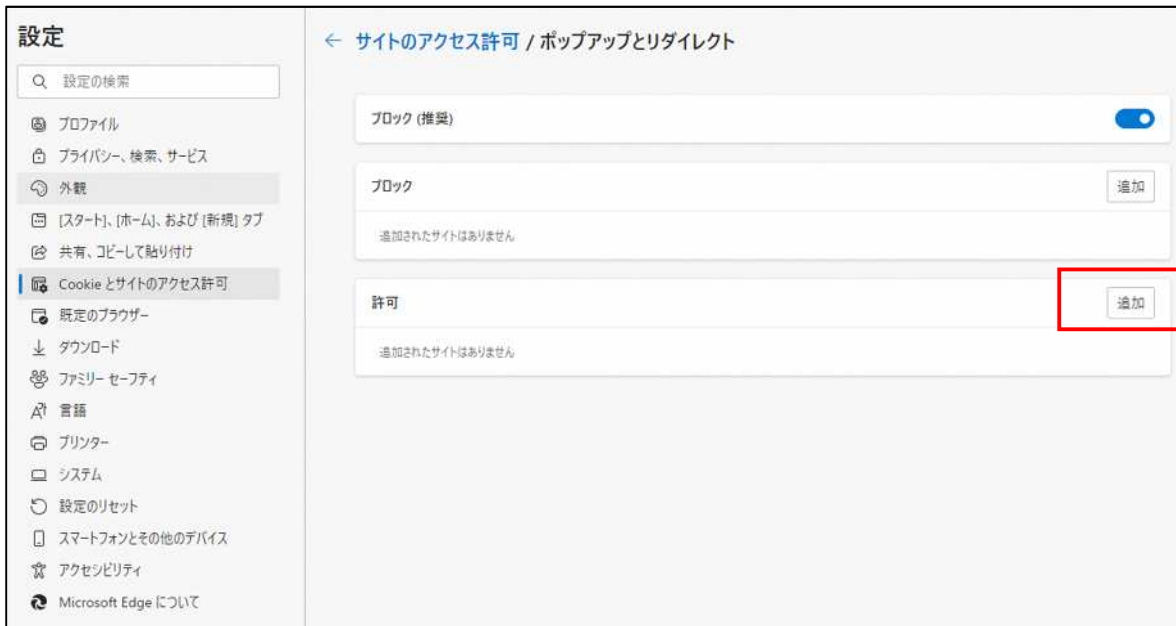 設定
設定の検索
プロファイル
プライバシー、検索、サービス
外観
[スタート]、[ホーム]、および [新規] タブ
共有、コピーして貼り付け
Cookie とサイトのアクセス許可
既定のブラウザー
ダウンロード
ファミリー セーフティ
言語
プリンター
システム
設定のリセット
スマートフォンとその他のデバイス
アクセシビリティ
Microsoft Edge について
← サイトのアクセス許可 / ポップアップとリダイレクト
ブロック (推奨)
ブロック 追加
追加されたサイトはありません
許可 追加
追加されたサイトはありません